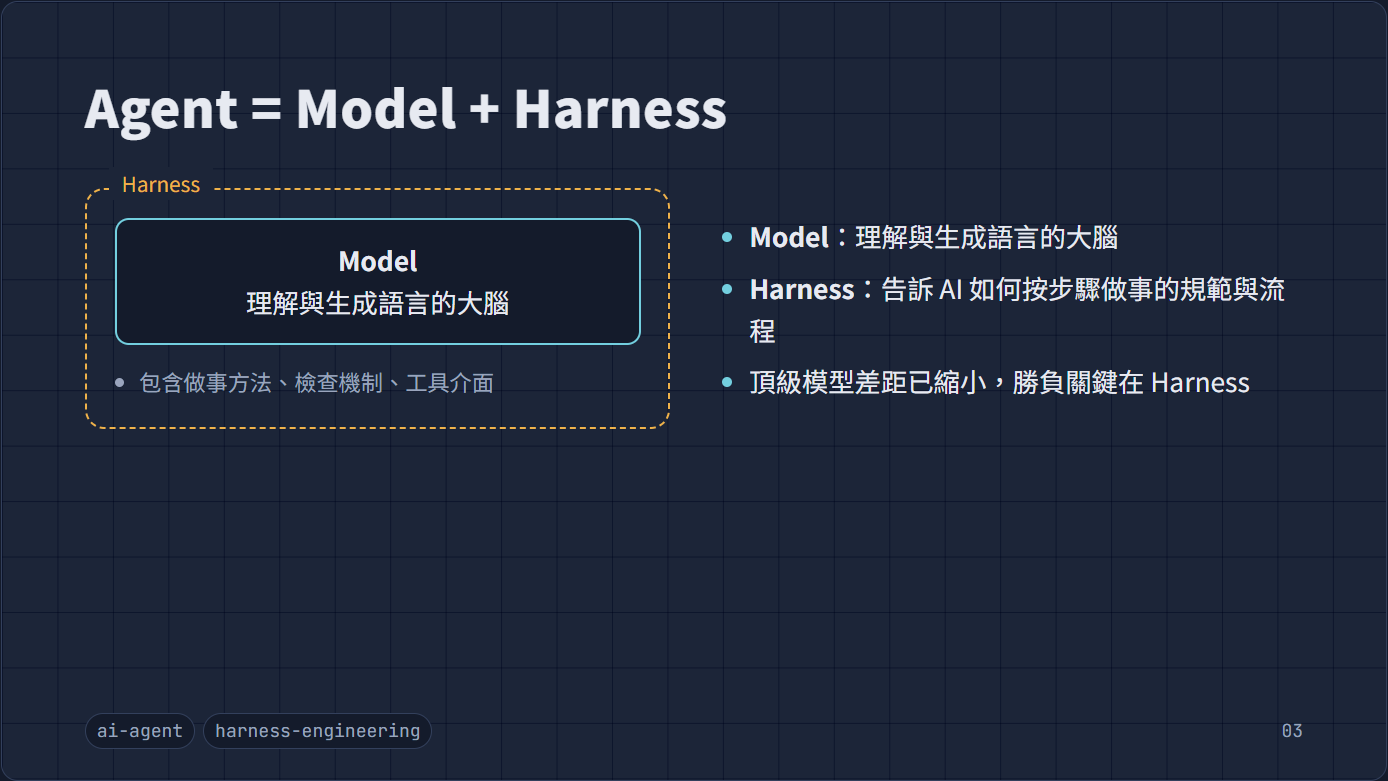 Agent = Model + Harness
Harness
Model
理解與生成語言的大腦
包含做事方法、檢查機制、工具介面
Model：理解與生成語言的大腦
Harness：告訴 AI 如何按步驟做事的規範與流
程
頂級模型差距已縮小，勝負關鍵在 Harness
ai-agent
harness-engineering
03